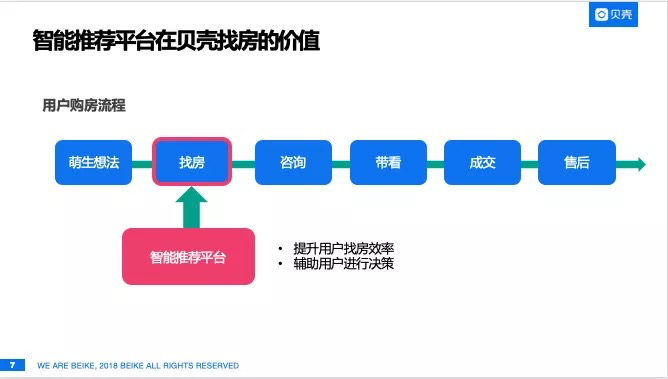 贝壳
智能推荐平台在贝壳找房的价值
用户购房流程
萌生想法
找房
咨询
带看
成交
售后
智能推荐平台
• 提升用户找房效率
• 辅助用户进行决策
7
WE ARE BEIKE, 2018 BEIKE ALL RIGHTS RESERVED